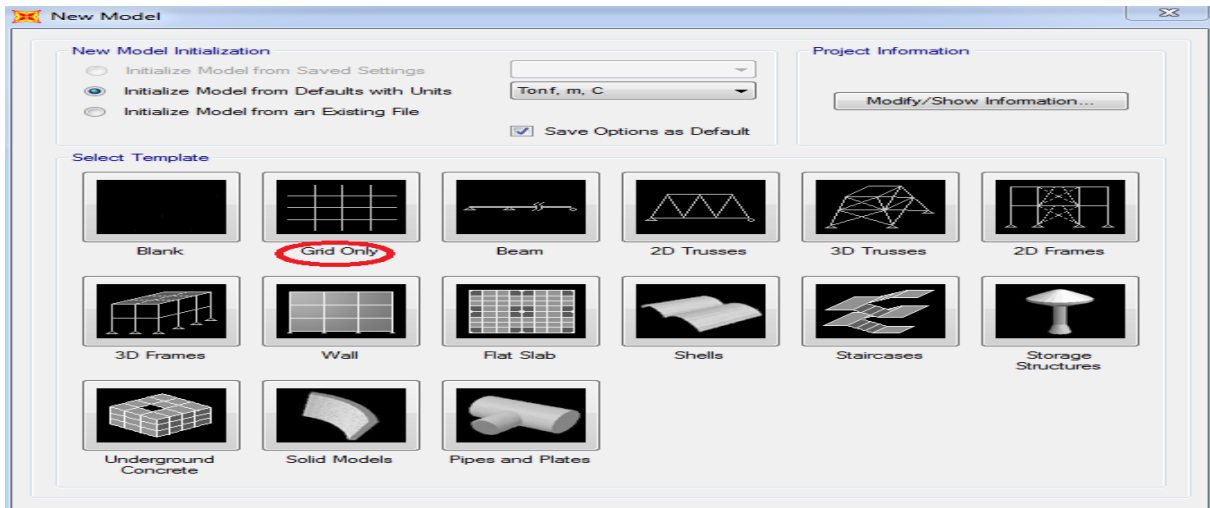 New Model
New Model Initialization
Project Information
Initialize Model from Saved Settings
Initialize Model from Defaults with Units
Tonf, m, C
Modify/Show Information...
Initialize Model from an Existing File
Save Options as Default
Select Template
Blank
Grid Only
Beam
2D Trusses
3D Trusses
2D Frames
3D Frames
Wall
Flat Slab
Shells
Staircases
Storage
Structures
Underground
Concrete
Solid Models
Pipes and Plates